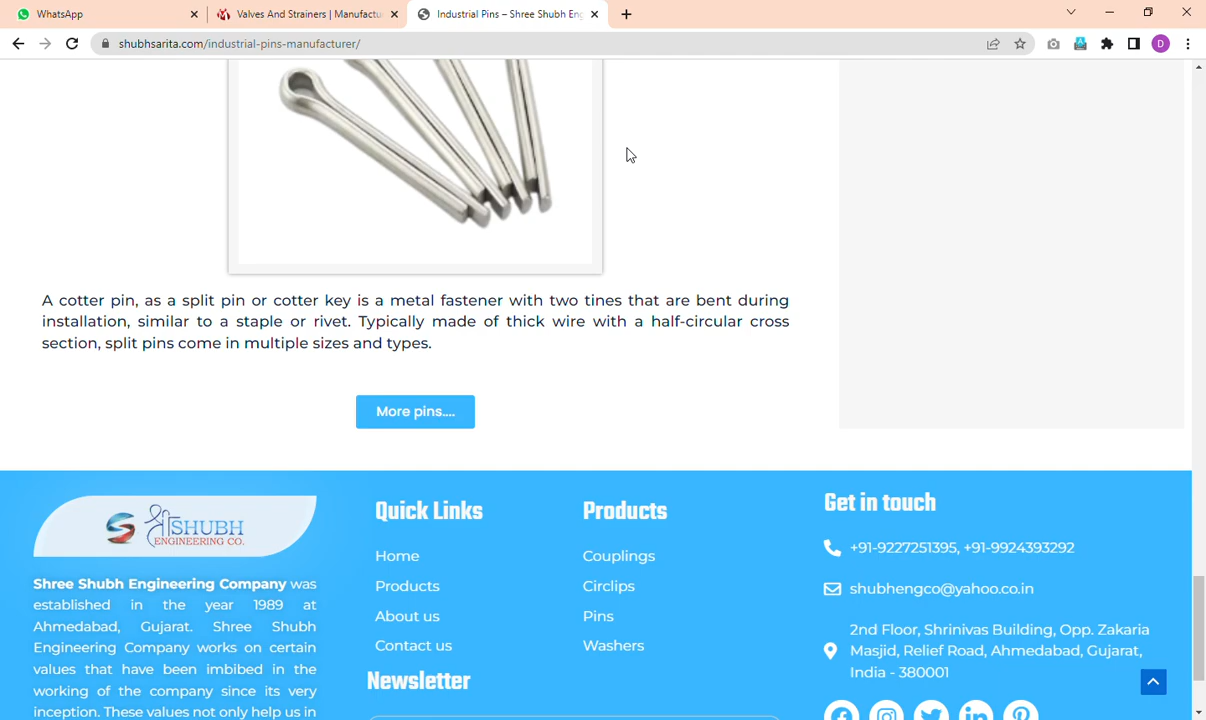 WhatsApp
Valves And Strainers | Manufactu
Industrial Pins – Shree Shubh Eng
shubhsarita.com/industrial-pins-manufacturer/
D
A cotter pin, as a split pin or cotter key is a metal fastener with two tines that are bent during
installation, similar to a staple or rivet. Typically made of thick wire with a half-circular cross
section, split pins come in multiple sizes and types.
More pins....
श्री SHUBH
ENGINEERING CO.
Shree Shubh Engineering Company was
established in the year 1989 at
Ahmedabad, Gujarat. Shree Shubh
Engineering Company works on certain
values that have been imbibed in the
working of the company since its very
inception. These values not only help us in
Quick Links
Home
Products
About us
Contact us
Newsletter
Products
Couplings
Circlips
Pins
Washers
Get in touch
+91-9227251395, +91-9924393292
shubhengco@yahoo.co.in
2nd Floor, Shrinivas Building, Opp. Zakaria
Masjid, Relief Road, Ahmedabad, Gujarat,
India - 380001